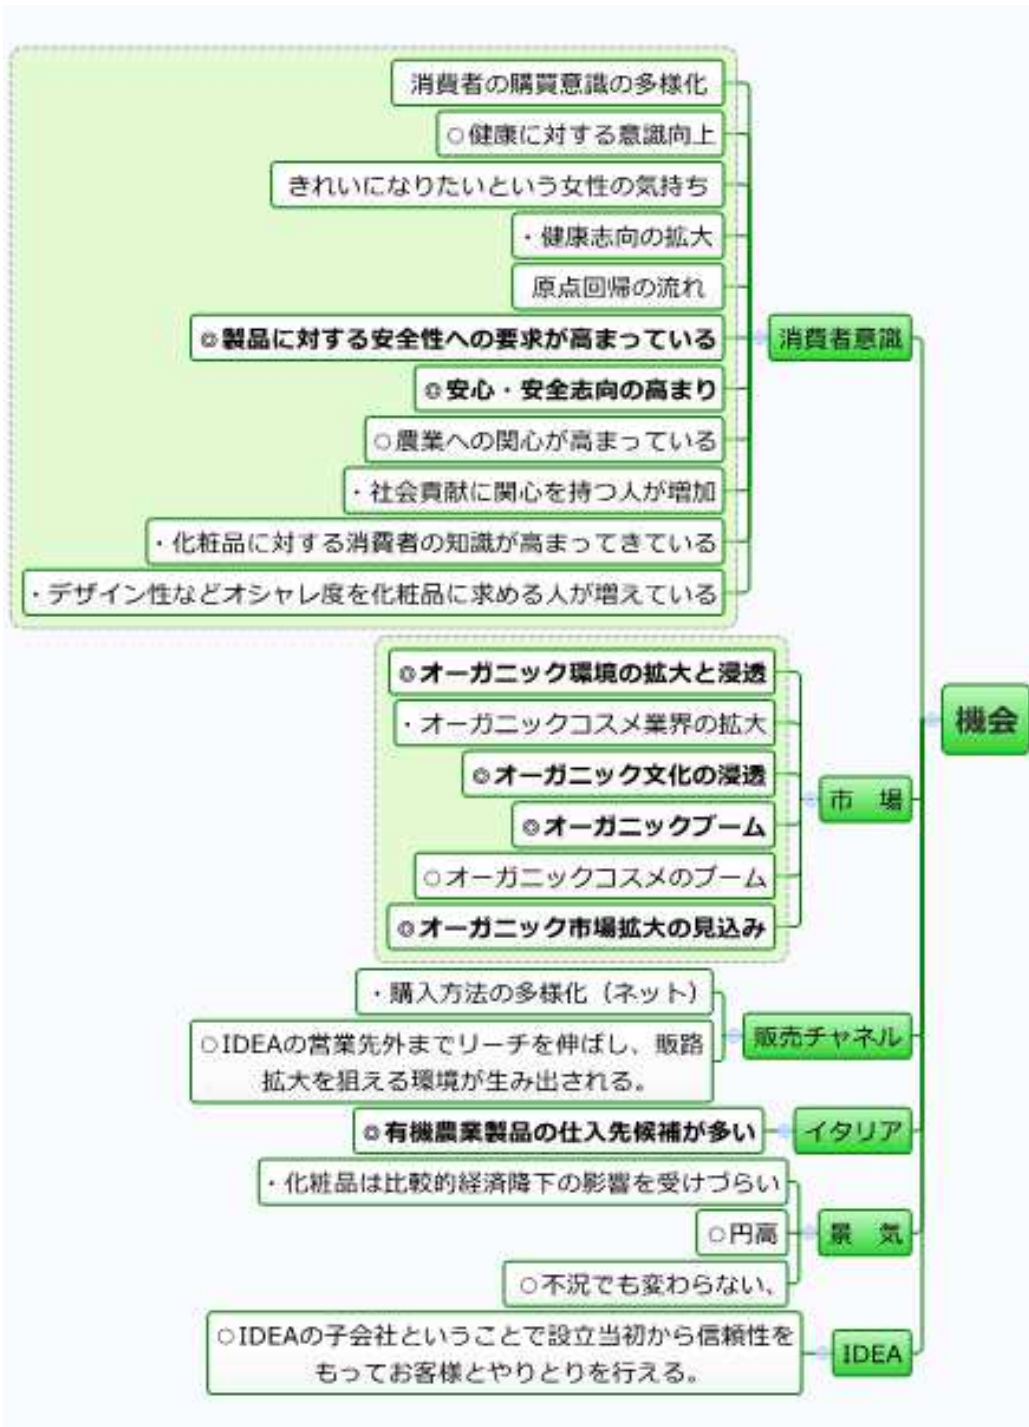 消費者の購買意識の多様化
○健康に対する意識向上
きれいになりたいという女性の気持ち
・健康志向の拡大
原点回帰の流れ
◎製品に対する安全性への要求が高まっている
◎安心・安全志向の高まり
○農業への関心が高まっている
・社会貢献に関心を持つ人が増加
・化粧品に対する消費者の知識が高まってきている
・デザイン性などオシャレ度を化粧品に求める人が増えている
消費者意識
◎オーガニック環境の拡大と浸透
・オーガニックコスメ業界の拡大
◎オーガニック文化の浸透
◎オーガニックブーム
○オーガニックコスメのブーム
◎オーガニック市場拡大の見込み
市　場
機会
・購入方法の多様化（ネット）
○IDEAの営業先外までリーチを伸ばし、販路
拡大を狙える環境が生み出される。
販売チャネル
◎有機農業製品の仕入先候補が多い
イタリア
・化粧品は比較的経済降下の影響を受けづらい
○円高
○不況でも変わらない、
景　気
○IDEAの子会社ということで設立当初から信頼性を
もってお客様とやりとりを行える。
IDEA